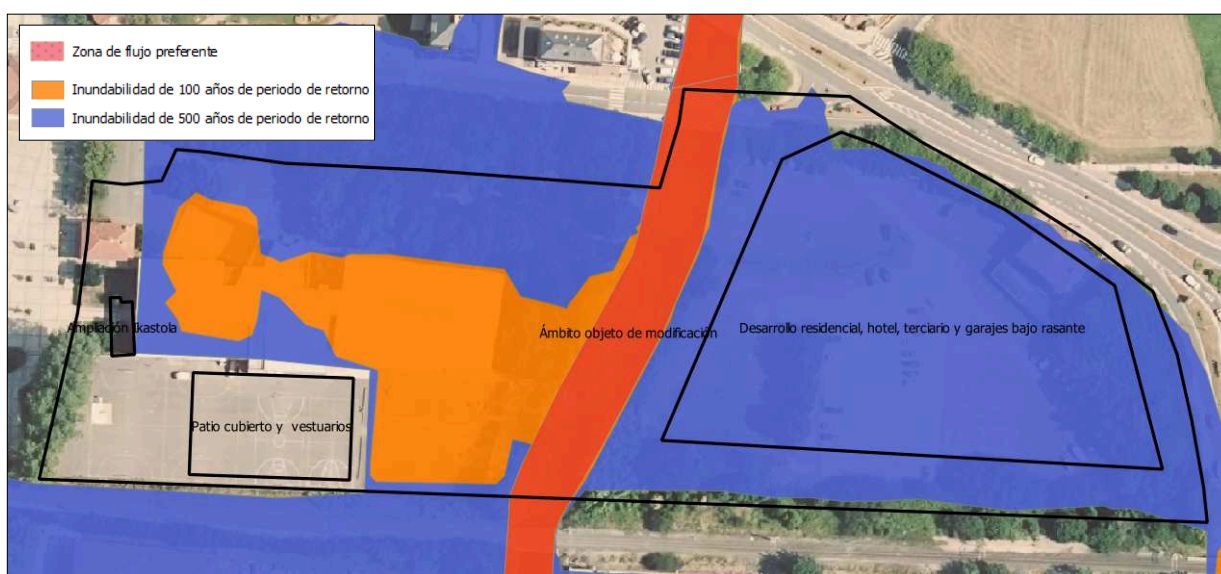 Zona de flujo preferente
Inundabilidad de 100 años de periodo de retorno
Inundabilidad de 500 años de periodo de retorno
Ampliación Ikastola
Ámbito objeto de modificación
Desarrollo residencial, hotel, terciario y garajes bajo rasante
Patio cubierto y vestuarios